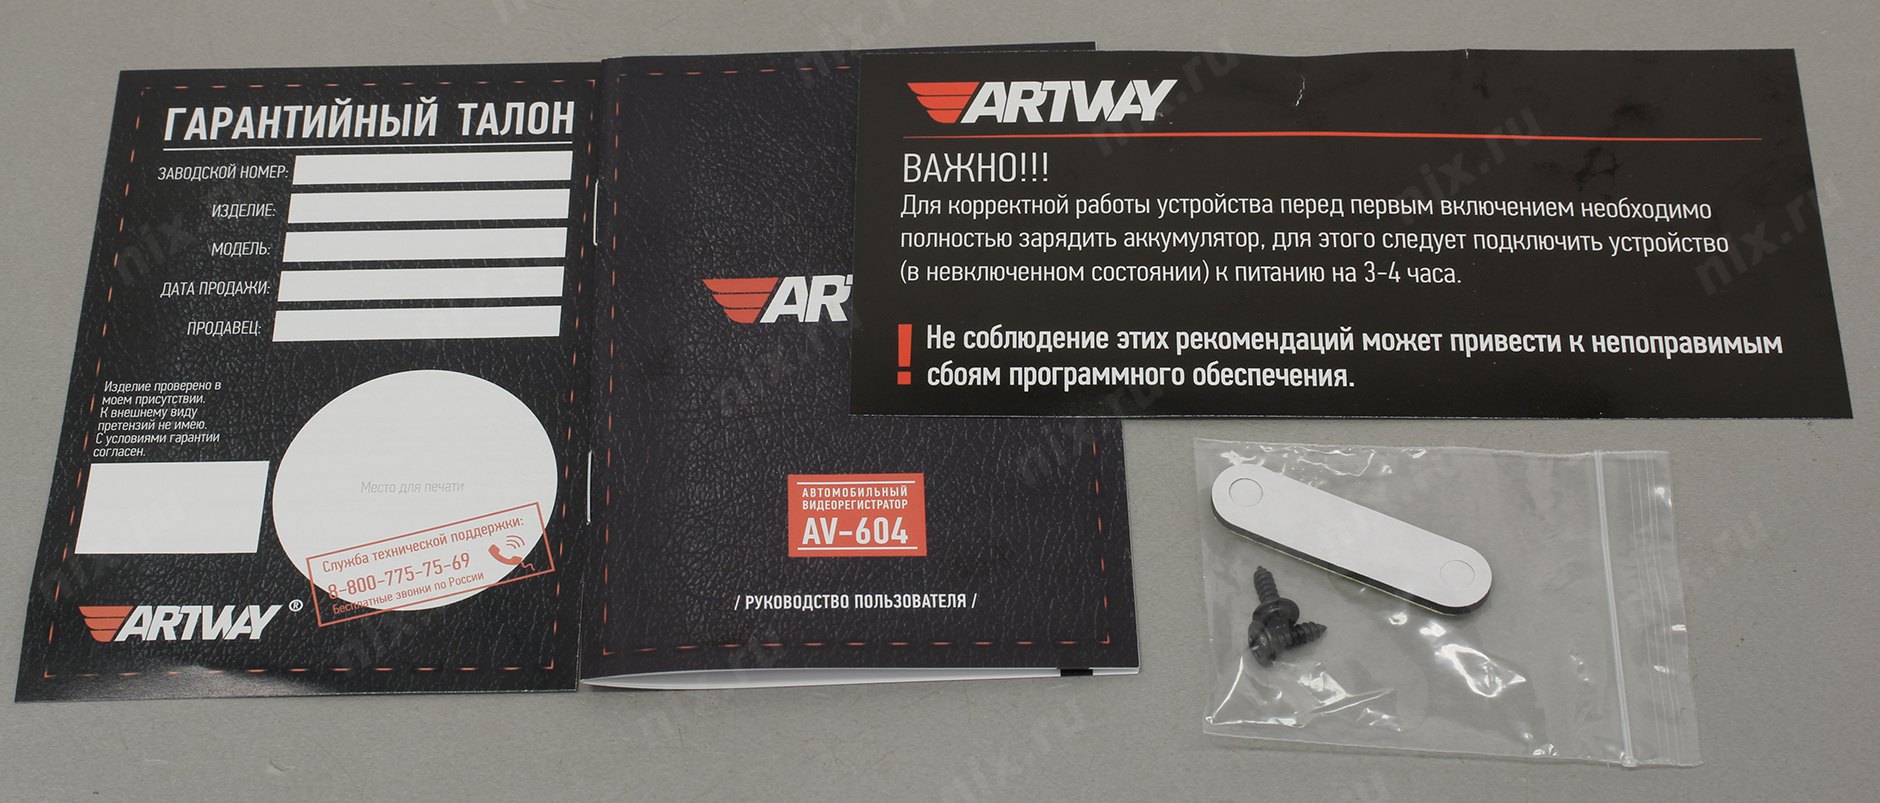 ГАРАНТИЙНЫЙ ТАЛОН
ЗАВОДСКОЙ НОМЕР:
ИЗДЕЛИЕ:
МОДЕЛЬ:
ДАТА ПРОДАЖИ:
ПРОДАВЕЦ:
Изделие проверено в
моем присутствии.
К внешнему виду
претензий не имею.
С условиями гарантии
согласен.
Место для печати
Служба технической поддержки:
8-800-775-75-69
Бесплатные звонки по России
ARTWAY ®
AR
АВТОМОБИЛЬНЫЙ
ВИДЕОРЕГИСТРАТОР
AV-604
/ РУКОВОДСТВО ПОЛЬЗОВАТЕЛЯ /
ARTWAY
ВАЖНО!!!
Для корректной работы устройства перед первым включением необходимо
полностью зарядить аккумулятор, для этого следует подключить устройство
(в невключенном состоянии) к питанию на 3-4 часа.
! Не соблюдение этих рекомендаций может привести к непоправимым
сбоям программного обеспечения.
nix.ru